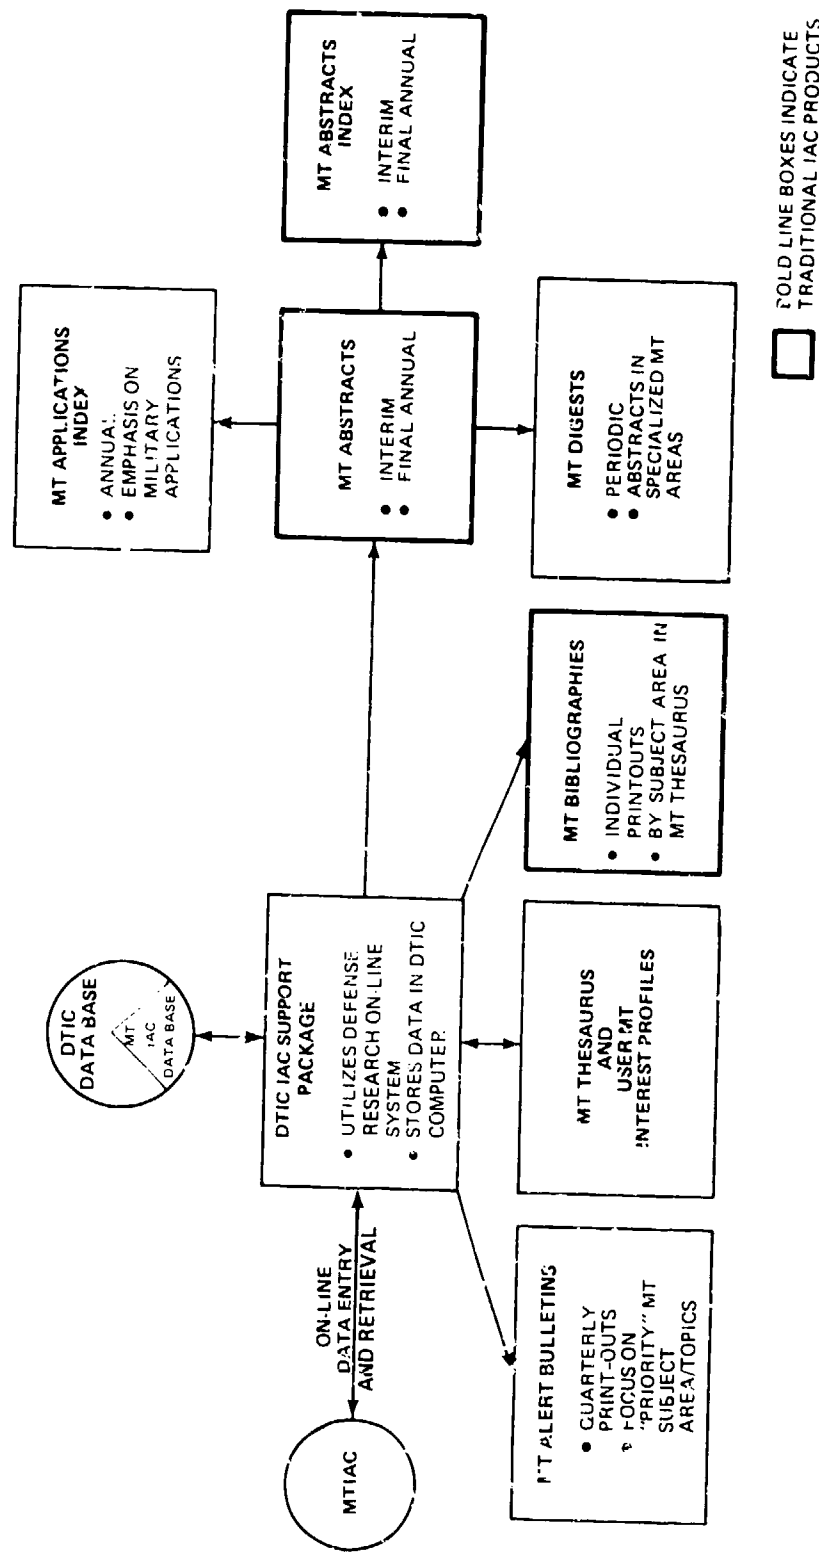 DTIC
DATA BASE
MT
IAC
DATA BASE
MTIAC
ON-LINE
DATA ENTRY
AND RETRIEVAL
DTIC IAC SUPPORT
PACKAGE
• UTILIZES DEFENSE
RESEARCH ON-LINE
SYSTEM
• STORES DATA IN DTIC
COMPUTER.
MT APPLICATIONS
INDEX
• ANNUAL
• EMPHASIS ON
MILITARY
APPLICATIONS
MT ABSTRACTS
• INTERIM
• FINAL ANNUAL
MT ABSTRACTS
INDEX
• INTERIM
• FINAL ANNUAL
MT ALERT BULLETING
• QUARTERLY
PRINT-OUTS
• FOCUS ON
"PRIORITY" MT
SUBJECT
AREA/TOPICS
MT THESAURUS
AND
USER MT
INTEREST PROFILES
MT BIBLIOGRAPHIES
• INDIVIDUAL
PRINTOUTS
• BY SUBJECT AREA IN
MT THESAURUS
MT DIGESTS
• PERIODIC
• ABSTRACTS IN
SPECIALIZED MT
AREAS
BOLD LINE BOXES INDICATE
TRADITIONAL IAC PRODUCTS